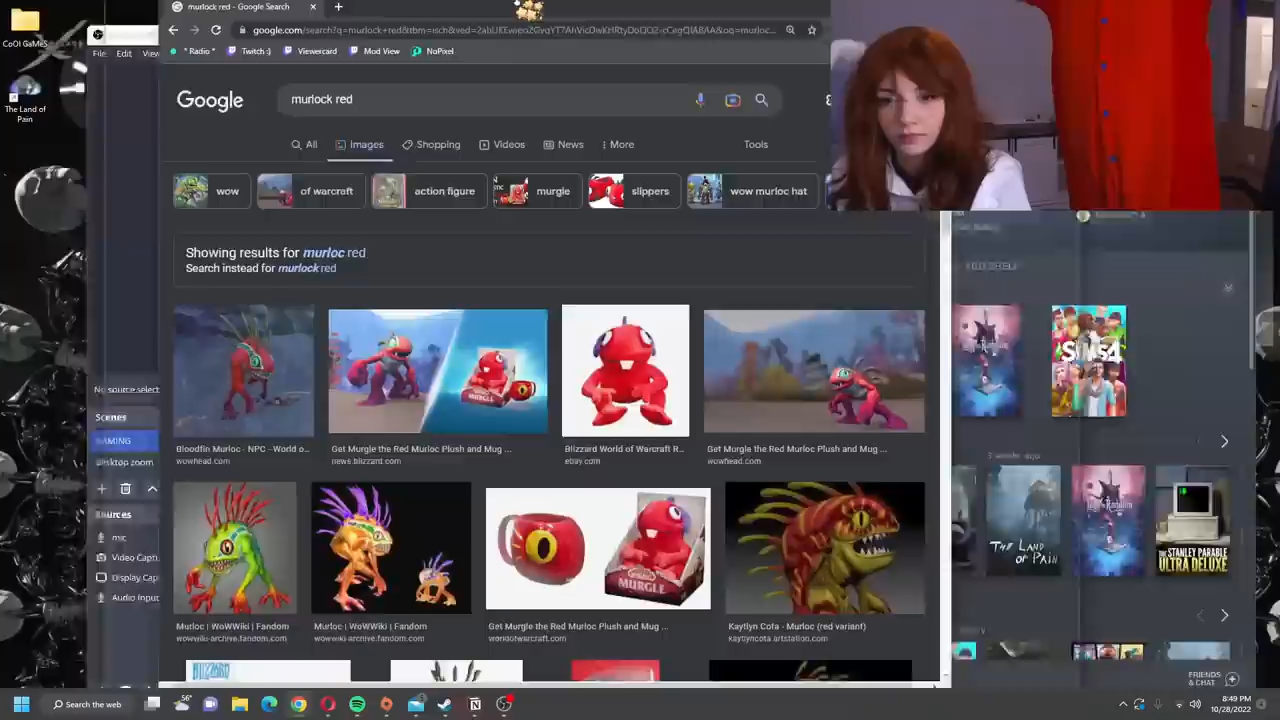 CoOl GaMeS
The Land of Pain
murlock red - Google Search
File Edit View
* Radio *
Twitch :)
Viewercard
Mod View
NoPixel
Google
murlock red
All
Images
Shopping
Videos
News
More
Tools
wow
of warcraft
action figure
murgle
slippers
wow murloc hat
Showing results for murloc red
Search instead for murlock red
Bloodfin Murloc - NPC - World o...
wowhead.com
Get Murgle the Red Murloc Plush and Mug ...
news.blizzard.com
Blizzard World of Warcraft R...
ebay.com
Get Murgle the Red Murloc Plush and Mug ...
wowhead.com
MURGLE
Murloc | WoWWiki | Fandom
wowwiki-archive.fandom.com
Murloc | WoWWiki | Fandom
wowwiki-archive.fandom.com
Get Murgle the Red Murloc Plush and Mug ...
worldofwarcraft.com
Kaytlyn Cota - Murloc (red variant)
kaytlyncota.artstation.com
BLIZZARD
No source select
Scenes
GAMING
Desktop zoom
Sources
mic
Video Captu
Display Cap
Audio Input
SIMS4
THE LAND OF PAIN
THE STANLEY PARABLE
ULTRA DELUXE
FRIENDS
& CHAT
56°
Search the web
8:49 PM
10/28/2022